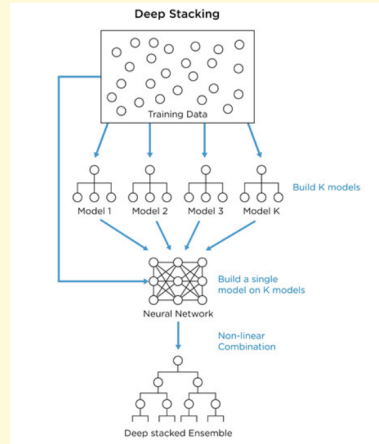 Deep Stacking
Training Data
Build K models
Model 1
Model 2
Model 3
Model K
Build a single
model on K models
Neural Network
Non-linear
Combination
Deep stacked Ensemble